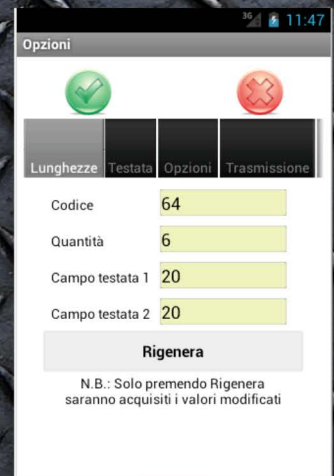 3G 11:47
Opzioni
Lunghezze Testata Opzioni Trasmissione
Codice 64
Quantità 6
Campo testata 1 20
Campo testata 2 20
Rigenera
N.B.: Solo premendo Rigenera
saranno acquisiti i valori modificati